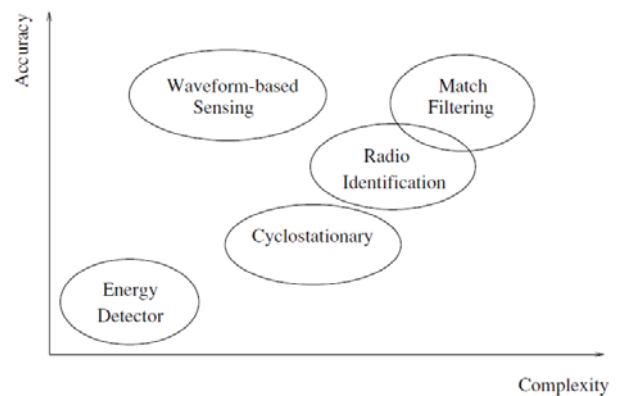 Accuracy
Waveform-based
Sensing
Match
Filtering
Radio
Identification
Cyclostationary
Energy
Detector
Complexity